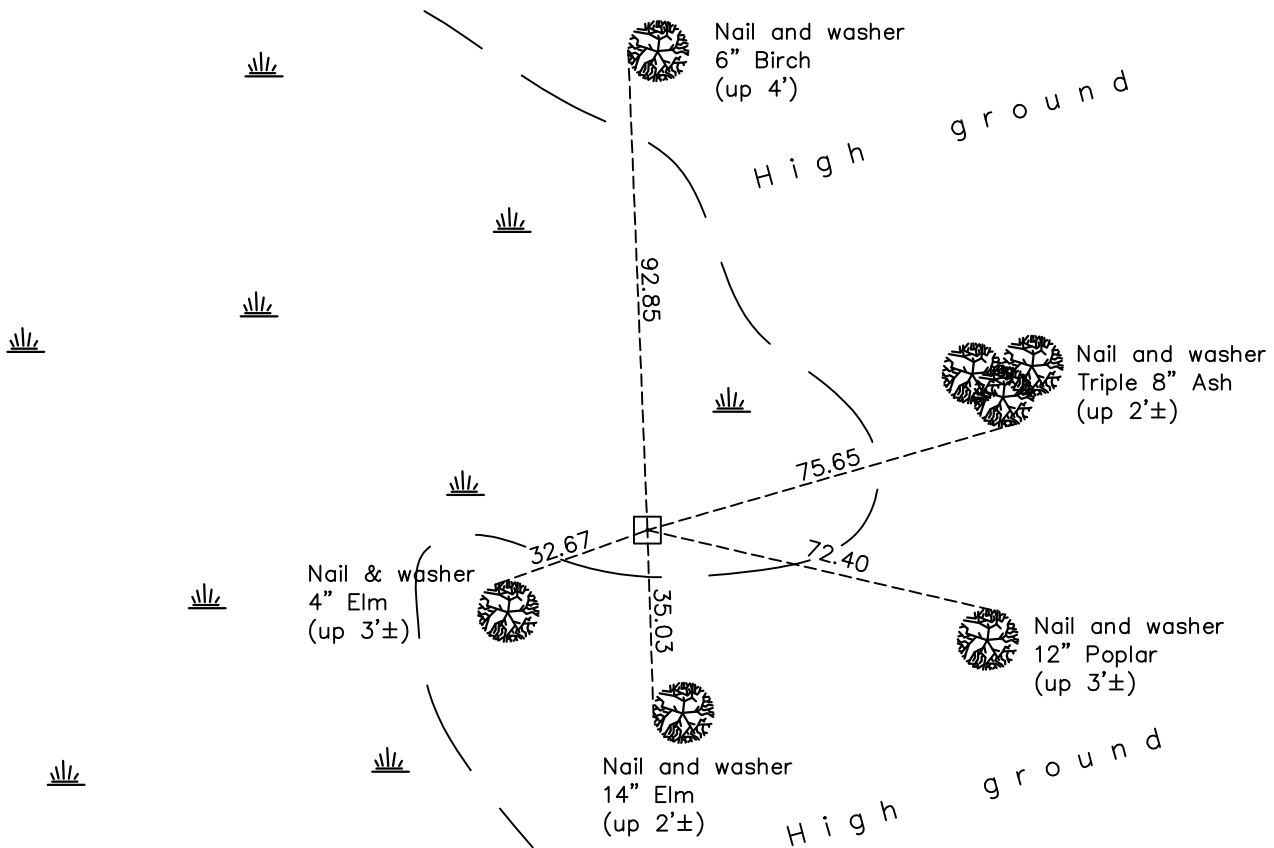 Nail and washer
6” Birch
(up 4')
High ground
92.85
Nail and washer
Triple 8” Ash
(up 2'±)
75.65
32.67
72.40
Nail & washer
4” Elm
(up 3'±)
35.03
Nail and washer
12” Poplar
(up 3'±)
Nail and washer
14” Elm
(up 2'±)
High ground